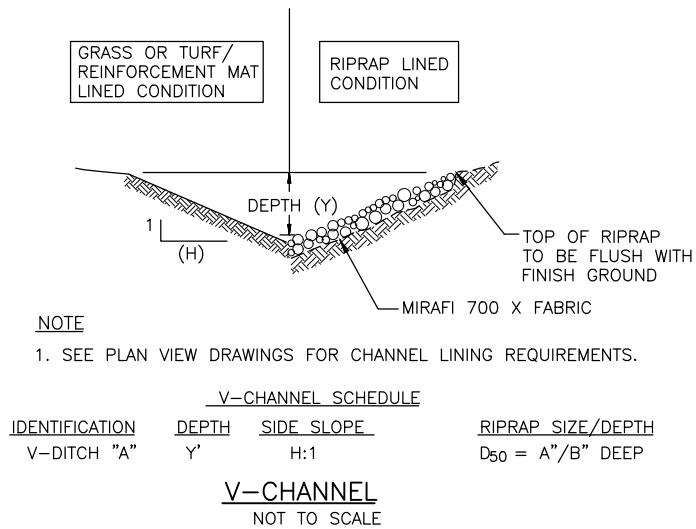 GRASS OR TURF/
REINFORCEMENT MAT
LINED CONDITION
RIPRAP LINED
CONDITION
DEPTH (Y)
1
(H)
TOP OF RIPRAP
TO BE FLUSH WITH
FINISH GROUND
MIRAFI 700 X FABRIC
NOTE
1. SEE PLAN VIEW DRAWINGS FOR CHANNEL LINING REQUIREMENTS.
V-CHANNEL SCHEDULE
IDENTIFICATION DEPTH SIDE SLOPE RIPRAP SIZE/DEPTH
V-DITCH "A" Y' H:1 D50 = A"/B" DEEP
V-CHANNEL
NOT TO SCALE